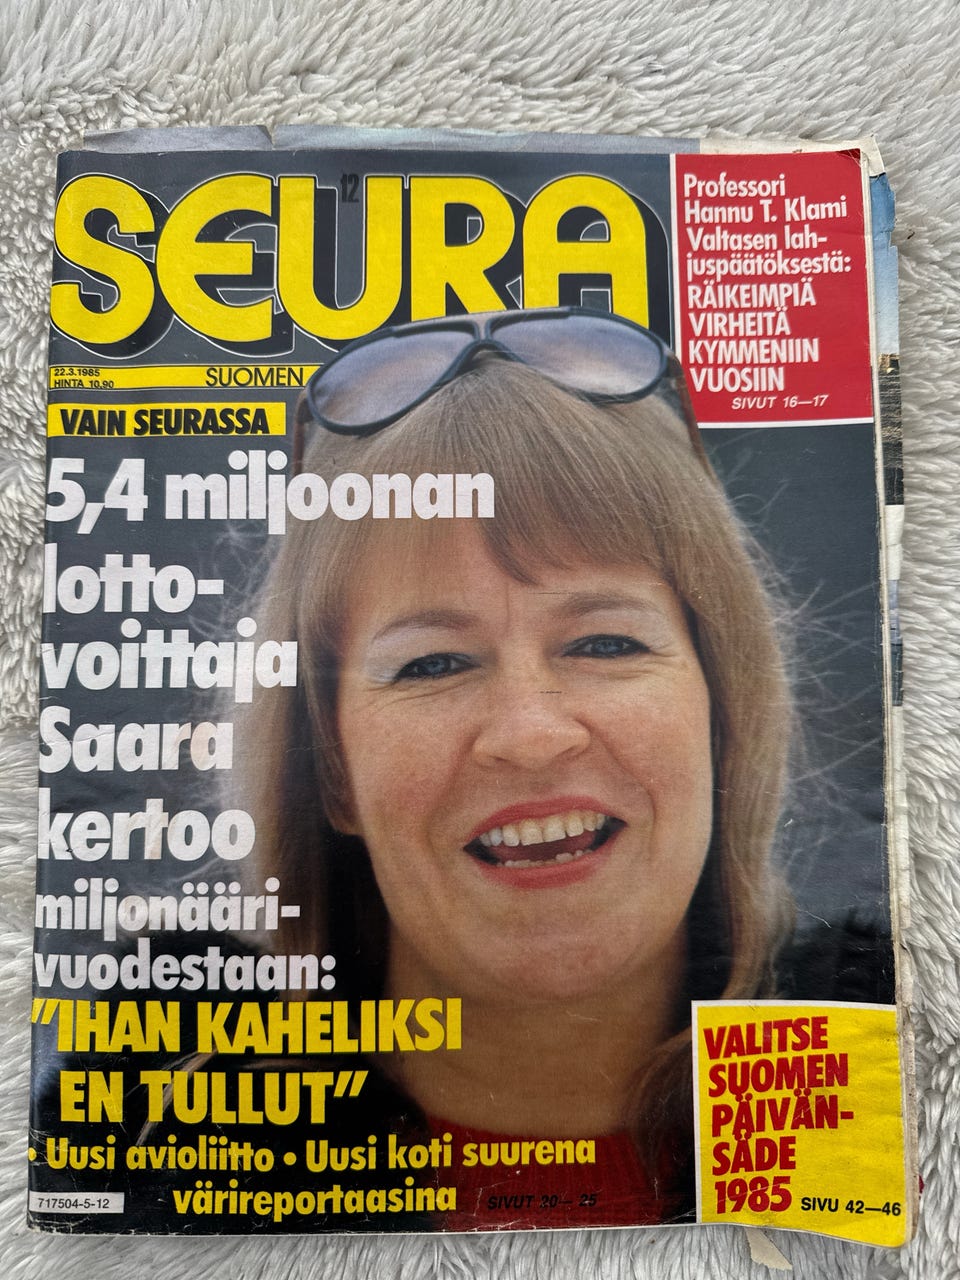 SEURA
12
22.3.1985
HINTA 10,90
SUOMEN
Professori
Hannu T. Klami
Valtasen lah-
juspäätöksestä:
RÄIKEIMPIÄ
VIRHEITÄ
KYMMENIIN
VUOSIIN
SIVUT 16—17
VAIN SEURASSA
5,4 miljoonan
lotto-
voittaja
Saara
kertoo
miljonääri-
vuodestaan:
"IHAN KAHELIKSI
EN TULLUT"
• Uusi avioliitto • Uusi koti suurena
värireportaasina
SIVUT 20— 25
717504-5-12
VALITSE
SUOMEN
PÄIVÄN-
SÄDE
1985 SIVU 42—46